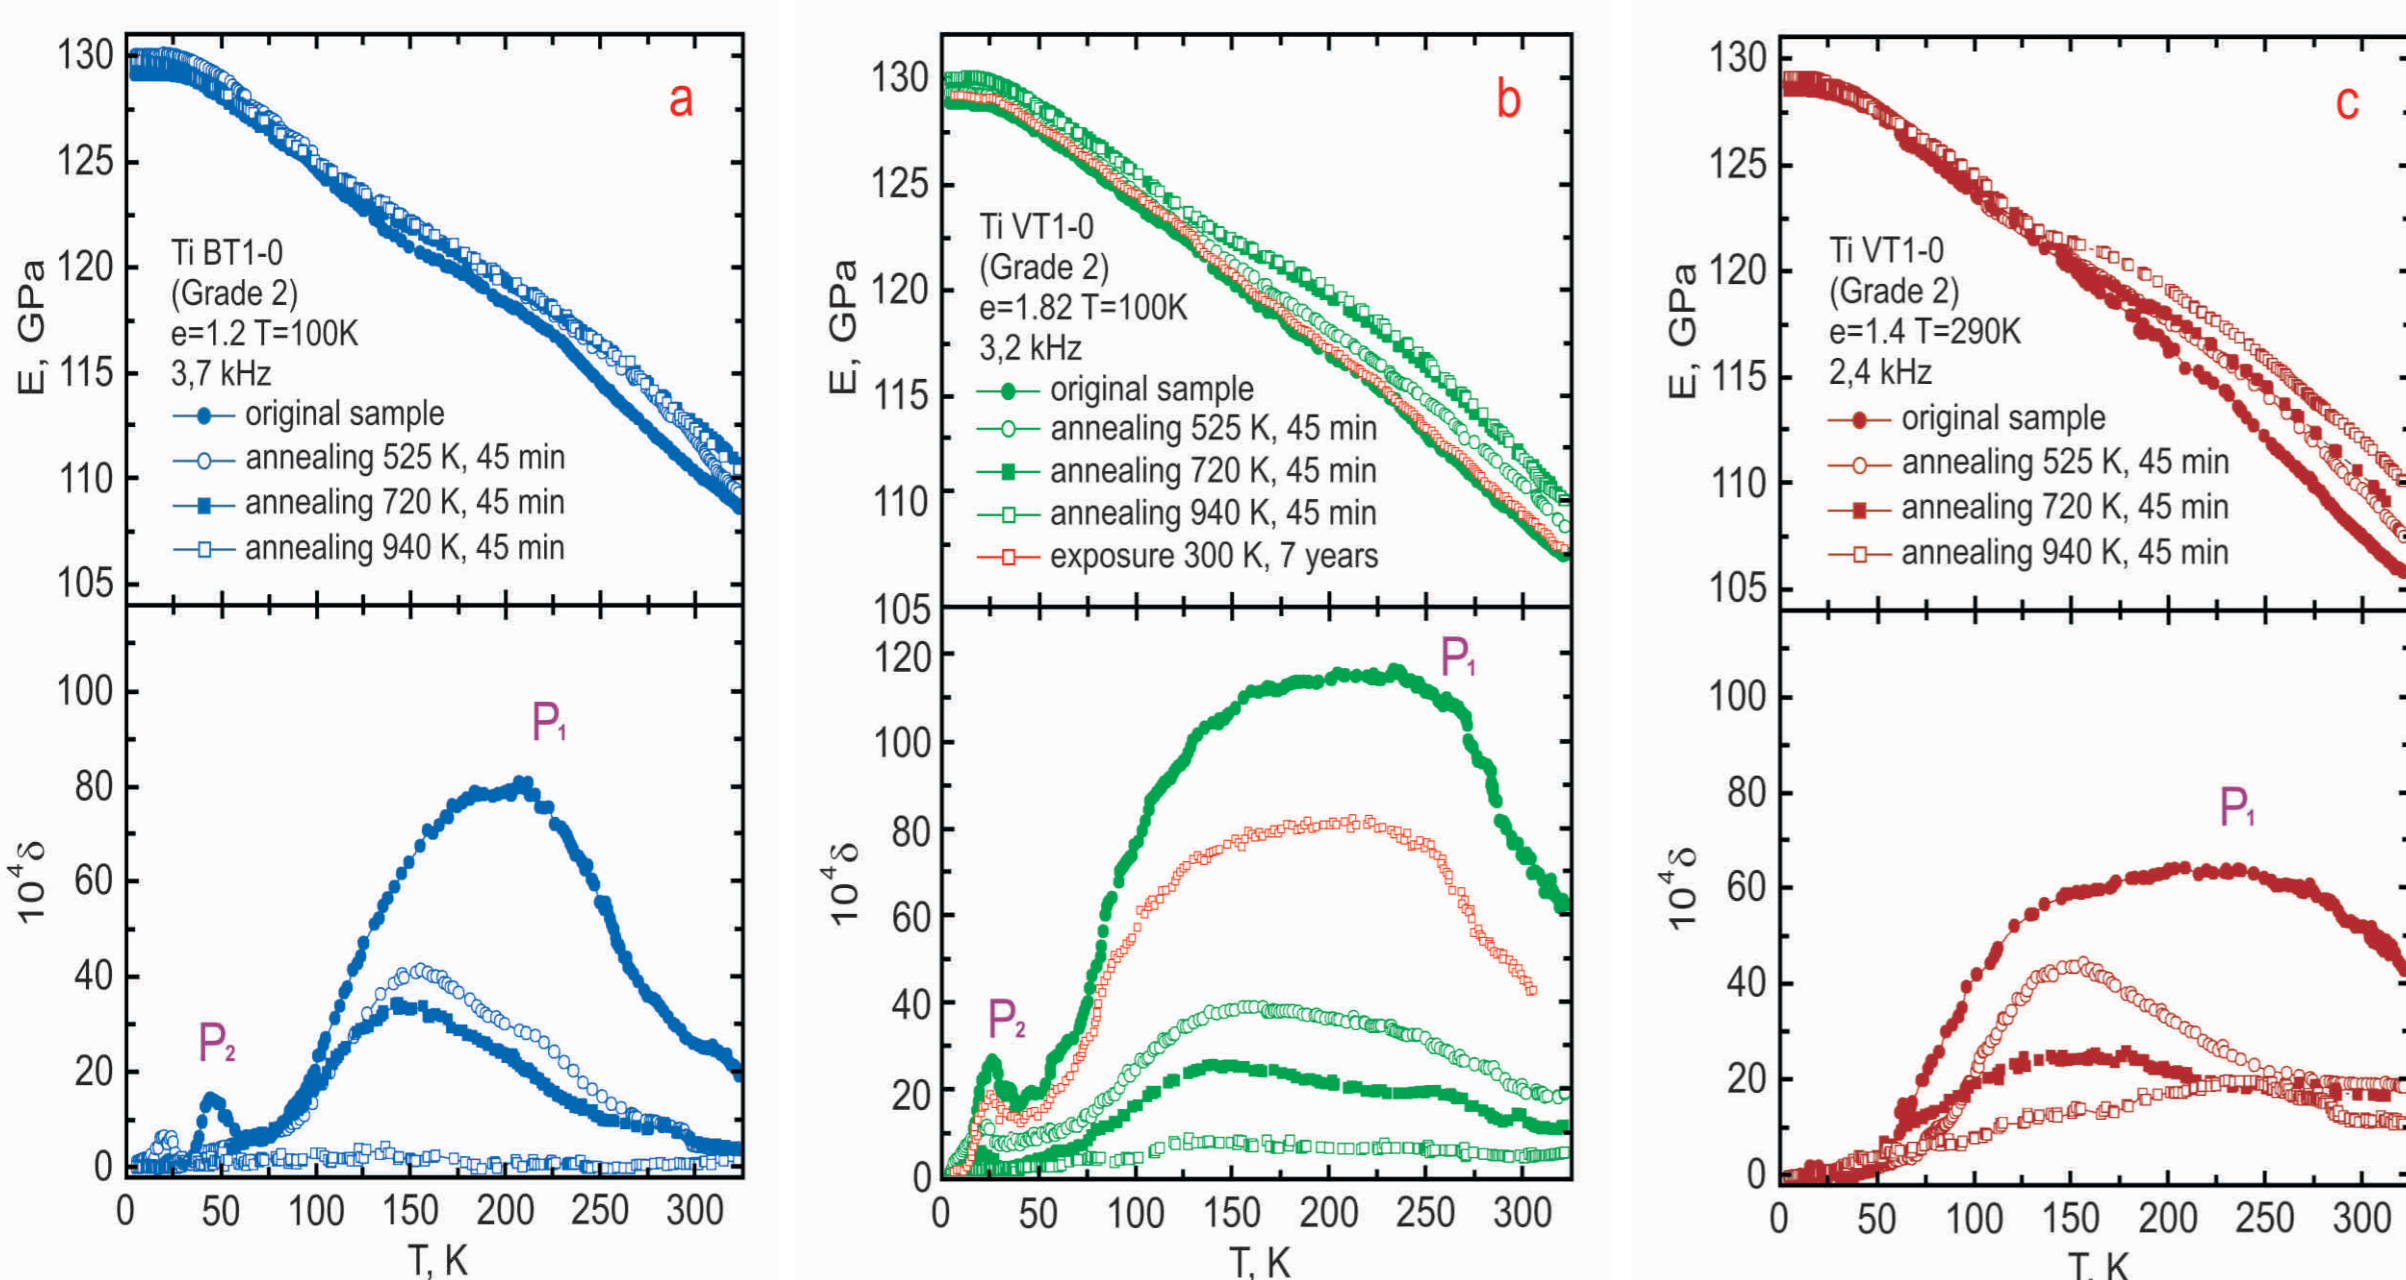 a
130
125
120
115
110
105
E, GPa
Ti BT1-0
(Grade 2)
e=1.2 T=100K
3,7 kHz
original sample
annealing 525 K, 45 min
annealing 720 K, 45 min
annealing 940 K, 45 min
100
80
60
40
20
0
10⁴δ
P₁
P₂
0 50 100 150 200 250 300
T, K
b
130
125
120
115
110
105
E, GPa
Ti VT1-0
(Grade 2)
e=1.82 T=100K
3,2 kHz
original sample
annealing 525 K, 45 min
annealing 720 K, 45 min
annealing 940 K, 45 min
exposure 300 K, 7 years
120
100
80
60
40
20
0
10⁴δ
P₁
P₂
0 50 100 150 200 250 300
T, K
c
130
125
120
115
110
105
E, GPa
Ti VT1-0
(Grade 2)
e=1.4 T=290K
2,4 kHz
original sample
annealing 525 K, 45 min
annealing 720 K, 45 min
annealing 940 K, 45 min
100
80
60
40
20
0
10⁴δ
P₁
0 50 100 150 200 250 300
T, K